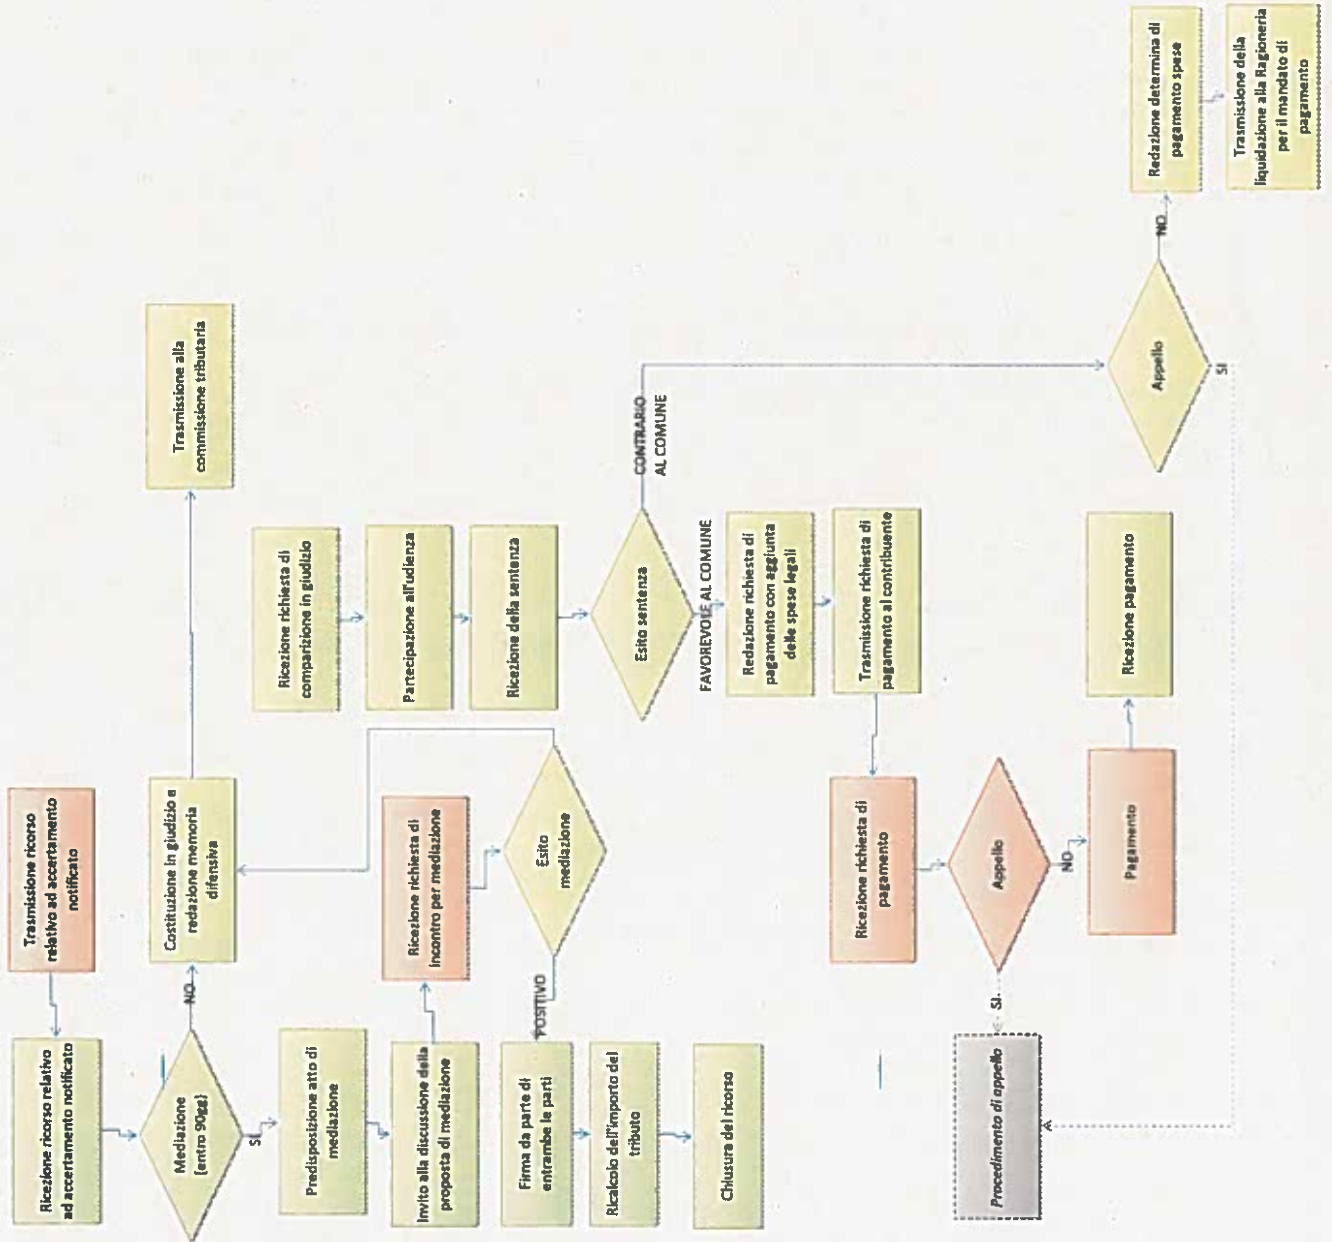 Trasmissione ricorso
relativo ad accertamento
notificato
Ricezione ricorso relativo
ad accertamento notificato
Mediazione
(entro 90gg)
NO
SI
Costituzione in giudizio e
redazione memoria
difensiva
Trasmissione alla
commissione tributaria
Predisposizione atto di
mediazione
Invito alla discussione della
proposta di mediazione
Ricezione richiesta di
incontro per mediazione
Esito
mediazione
POSITIVO
Firma da parte di
entrambe le parti
Ricalcolo dell'importo del
tributo
Chiusura del ricorso
Ricezione richiesta di
comparizione in giudizio
Partecipazione all'udienza
Ricezione della sentenza
Esito sentenza
CONTRARIO
AL COMUNE
FAVOREVOLE AL COMUNE
Redazione richiesta di
pagamento con aggiunta
delle spese legali
Trasmissione richiesta di
pagamento al contribuente
Ricezione richiesta di
pagamento
Appello
SI
NO
Pagamento
Ricezione pagamento
Procedimento di appello
Appello
SI
NO
Redazione determina di
pagamento spese
Trasmissione della
liquidazione alla Ragioneria
per il mandato di
pagamento